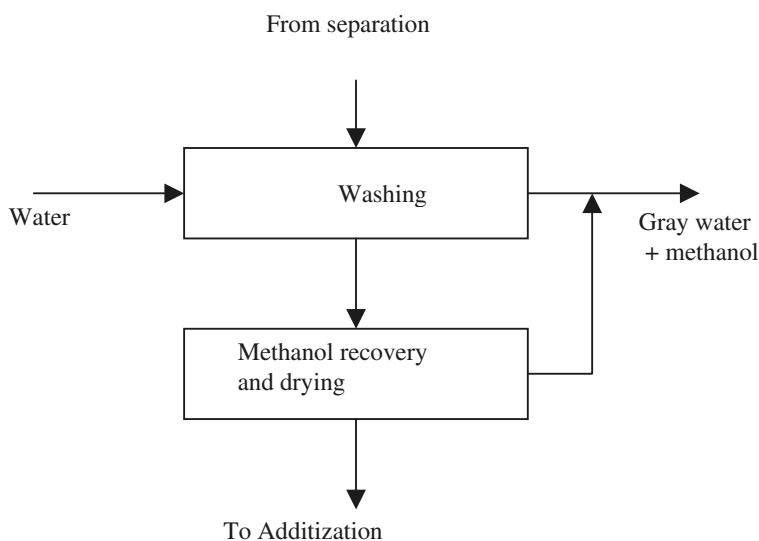 From separation
Washing
Water
Gray water
+ methanol
Methanol recovery
and drying
To Additization